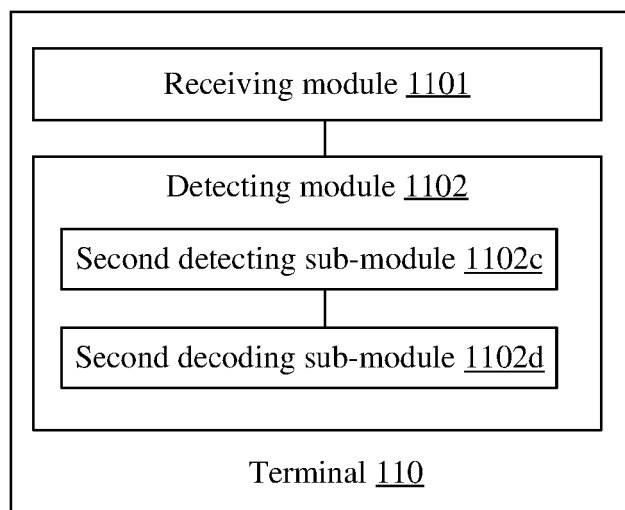 Receiving module 1101
Detecting module 1102
Second detecting sub-module 1102c
Second decoding sub-module 1102d
Terminal 110